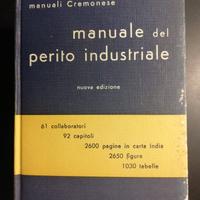 manuali Cremonese
manuale del
perito industriale
nuova edizione
61 collaboratori
92 capitoli
2600 pagine in carta india
2650 figure
1030 tabelle